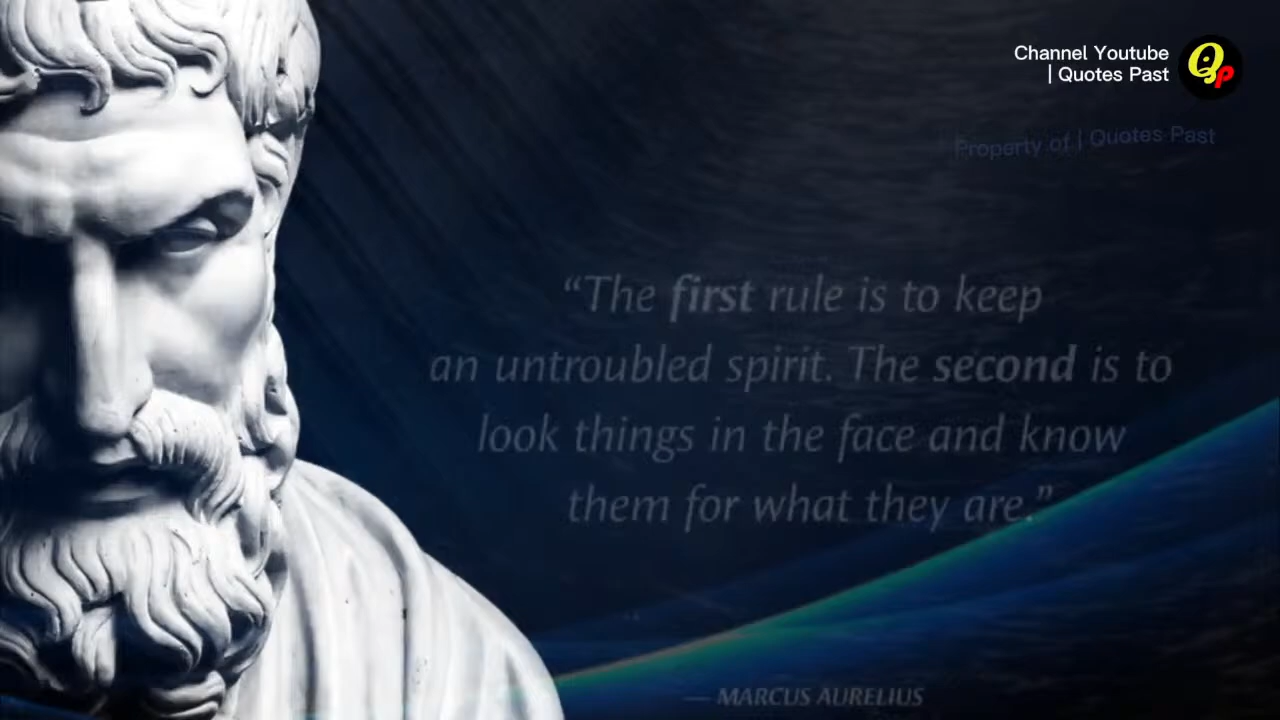 Channel Youtube
| Quotes Past
QP
| Property of | Quotes Past
“The first rule is to keep
an untroubled spirit. The second is to
look things in the face and know
them for what they are.”
— MARCUS AURELIUS